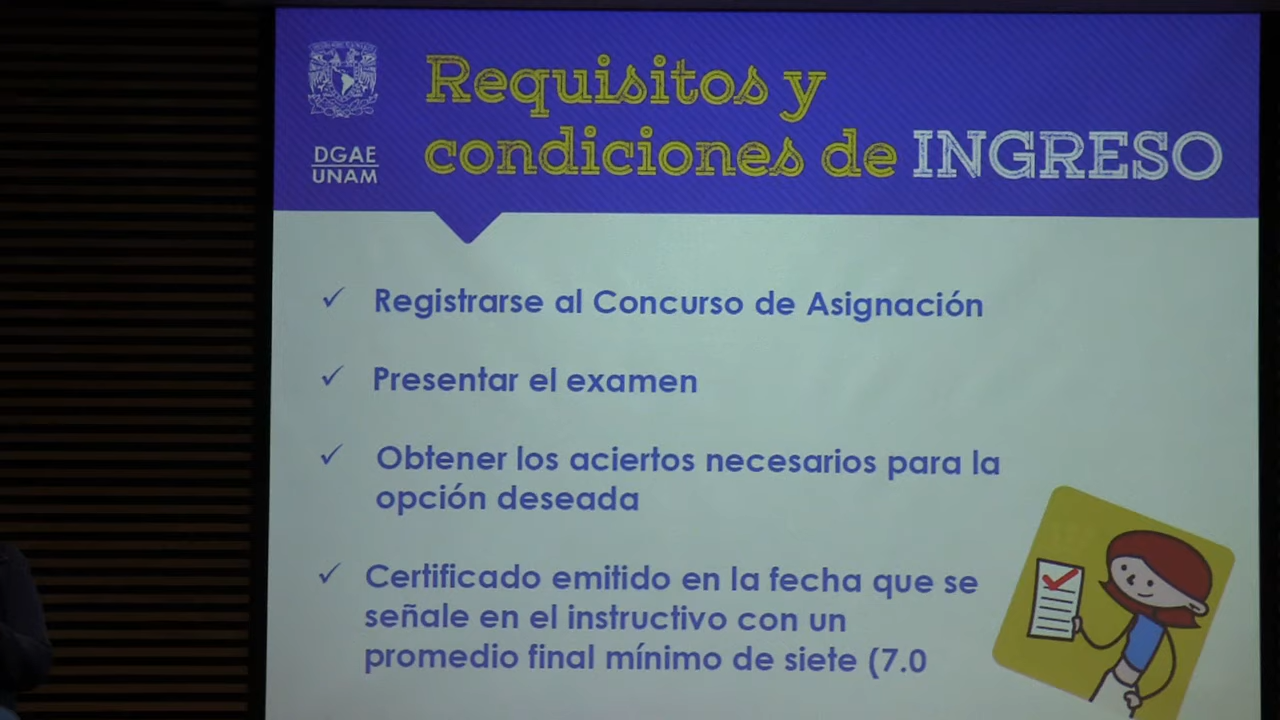 Requisitos y
condiciones de INGRESO
DGAE
UNAM
✓ Registrarse al Concurso de Asignación
✓ Presentar el examen
✓ Obtener los aciertos necesarios para la
opción deseada
✓ Certificado emitido en la fecha que se
señale en el instructivo con un
promedio final mínimo de siete (7.0